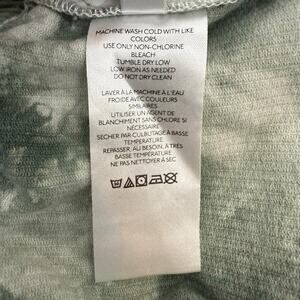 MACHINE WASH COLD WITH LIKE
COLORS
USE ONLY NON-CHLORINE
BLEACH
TUMBLE DRY LOW
LOW IRON AS NEEDED
DO NOT DRY CLEAN
LAVER À LA MACHINE À L'EAU
FROIDE AVEC COULEURS
SIMILAIRES
UTILISER UN AGENT DE
BLANCHIMENT SANS CHLORE SI
NÉCESSAIRE
SECHER PAR CULBUTAGE À BASSE
TEMPÉRATURE
REPASSER, AU BESOIN, À TRÈS
BASSE TEMPÉRATURE
NE PAS NETTOYER À SEC